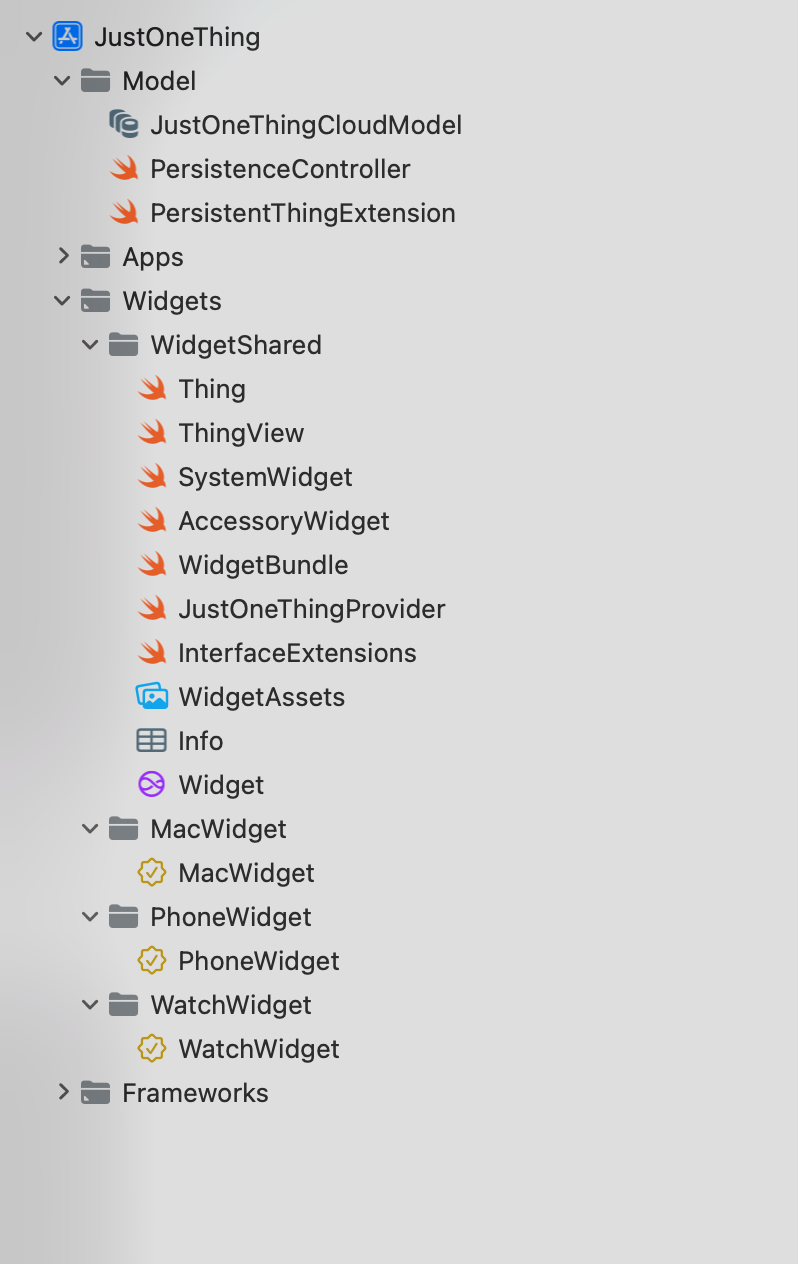 JustOneThing
Model
JustOneThingCloudModel
PersistenceController
PersistentThingExtension
Apps
Widgets
WidgetShared
Thing
ThingView
SystemWidget
AccessoryWidget
WidgetBundle
JustOneThingProvider
InterfaceExtensions
WidgetAssets
Info
Widget
MacWidget
MacWidget
PhoneWidget
PhoneWidget
WatchWidget
WatchWidget
Frameworks